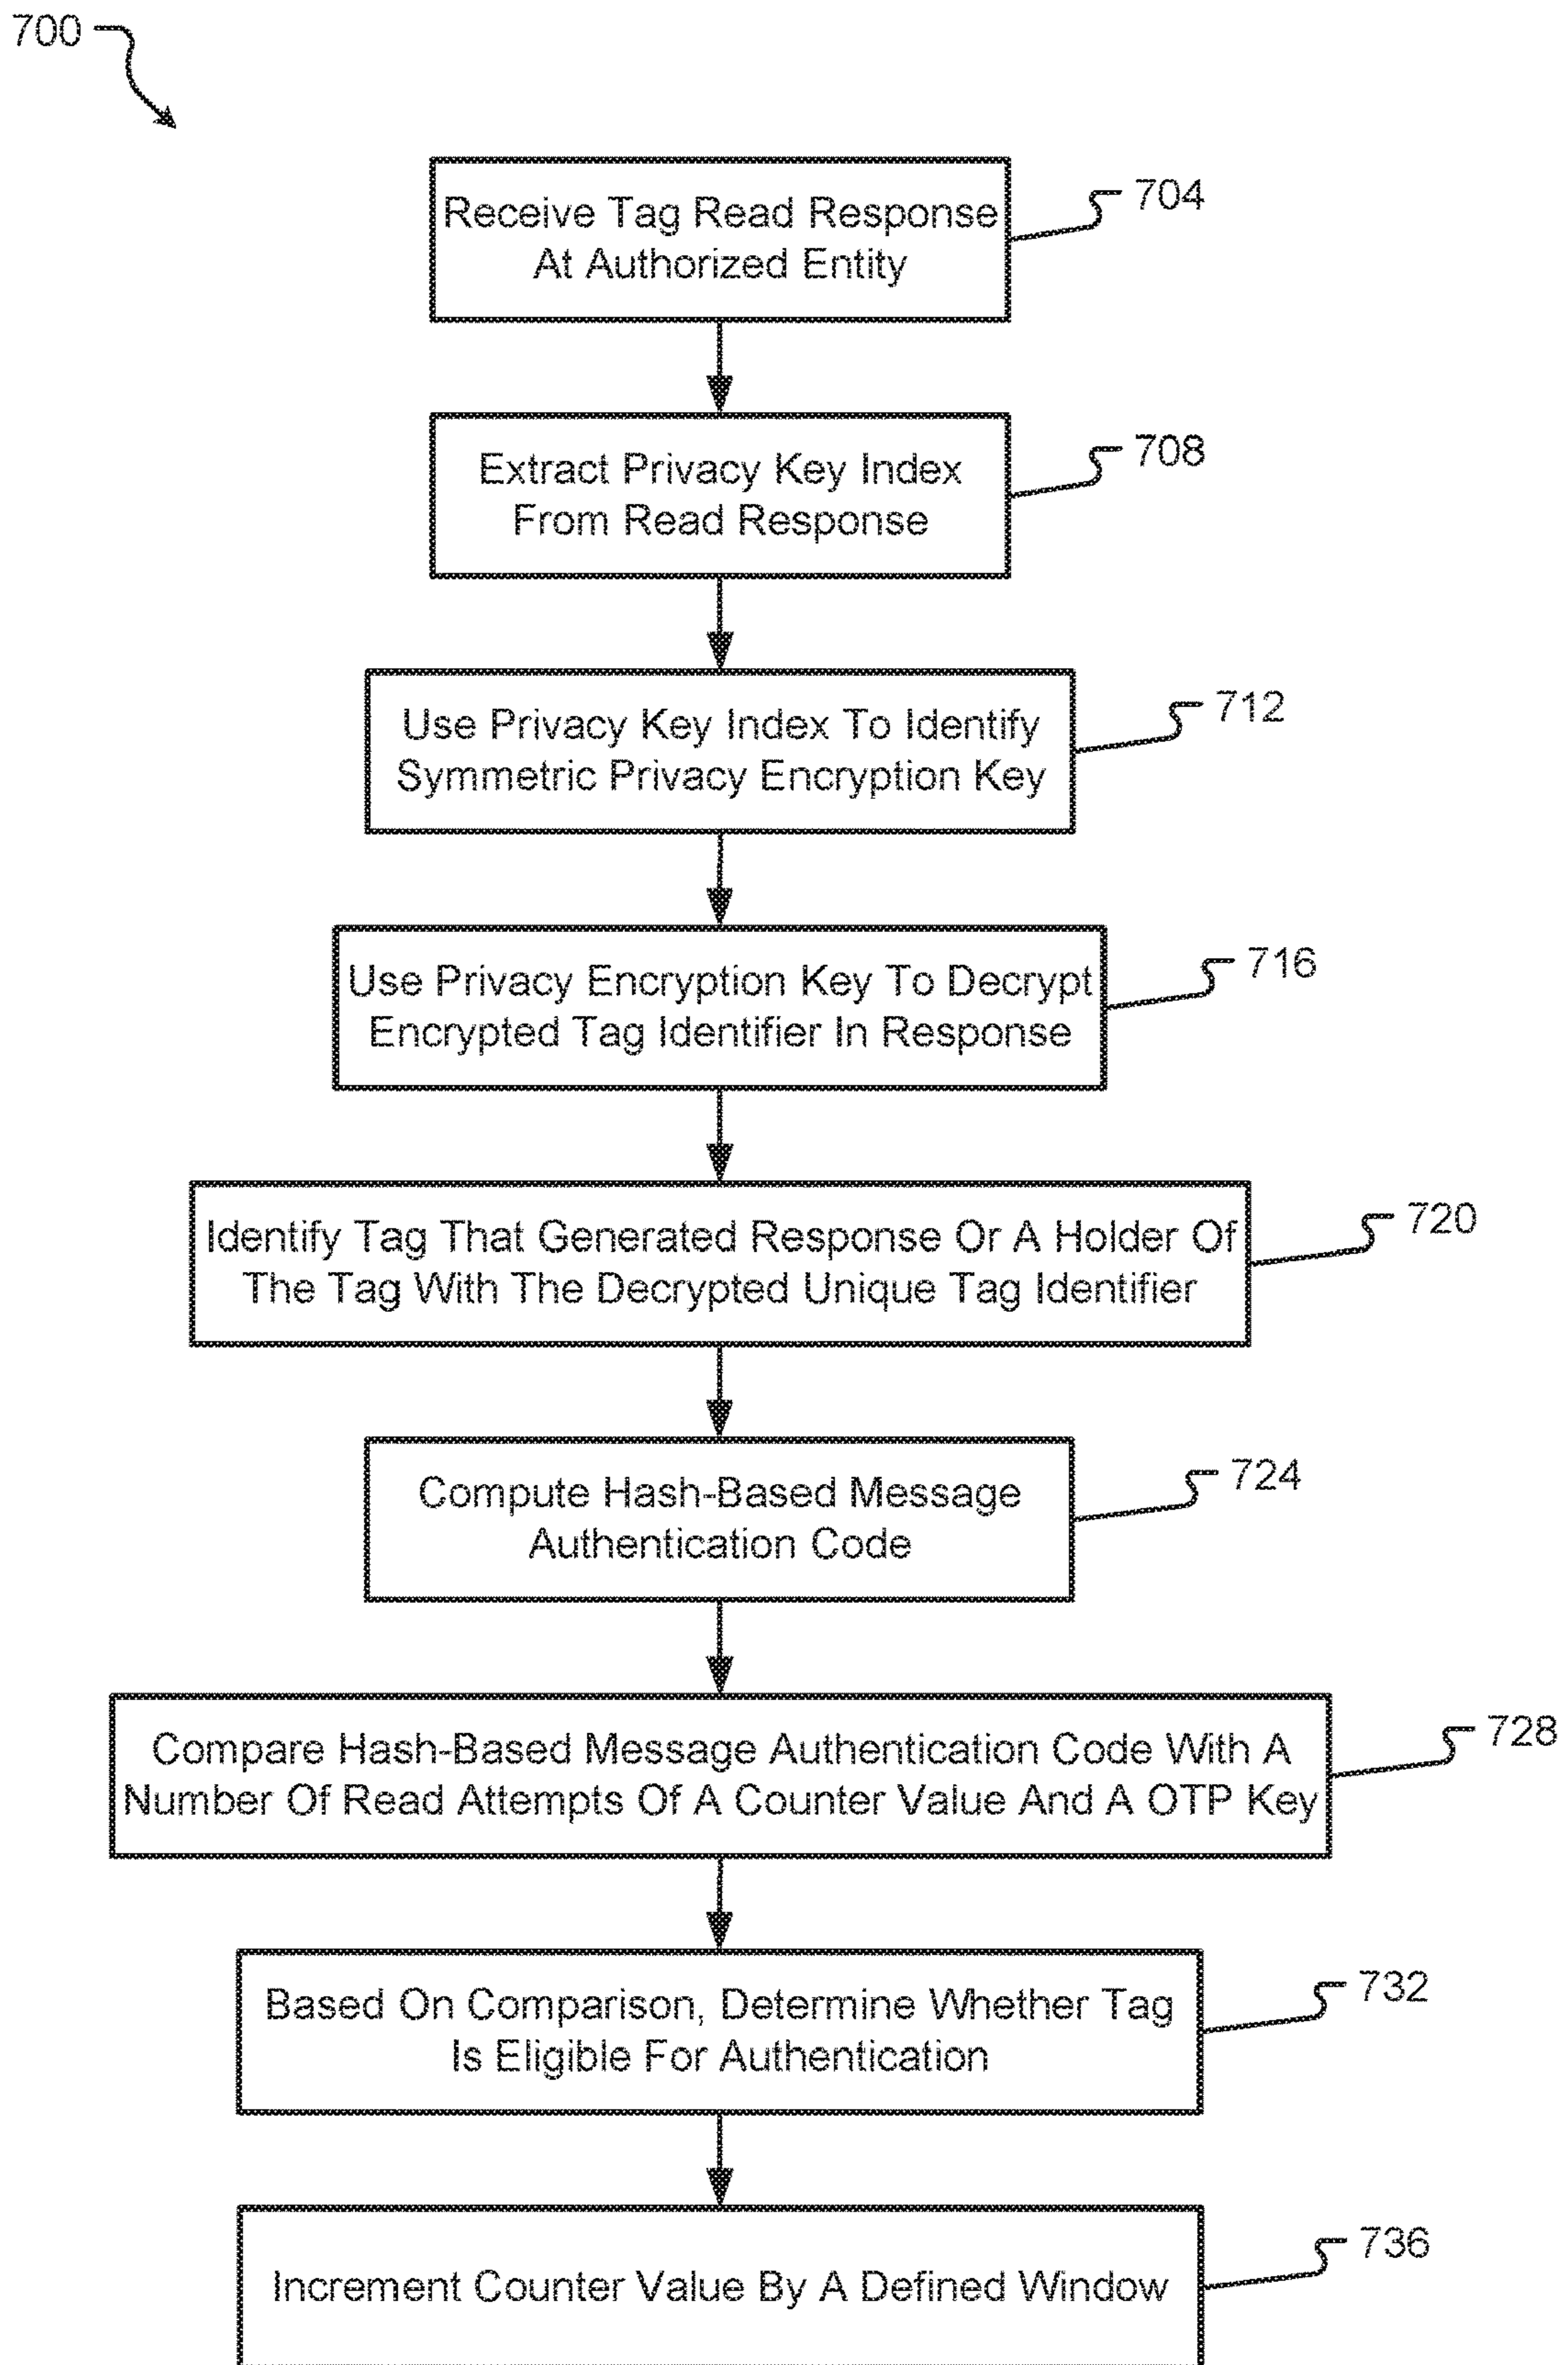 700
Receive Tag Read Response
At Authorized Entity
704
Extract Privacy Key Index
From Read Response
708
Use Privacy Key Index To Identify
Symmetric Privacy Encryption Key
712
Use Privacy Encryption Key To Decrypt
Encrypted Tag Identifier In Response
716
Identify Tag That Generated Response Or A Holder Of
The Tag With The Decrypted Unique Tag Identifier
720
Compute Hash-Based Message
Authentication Code
724
Compare Hash-Based Message Authentication Code With A
Number Of Read Attempts Of A Counter Value And A OTP Key
728
Based On Comparison, Determine Whether Tag
Is Eligible For Authentication
732
Increment Counter Value By A Defined Window
736